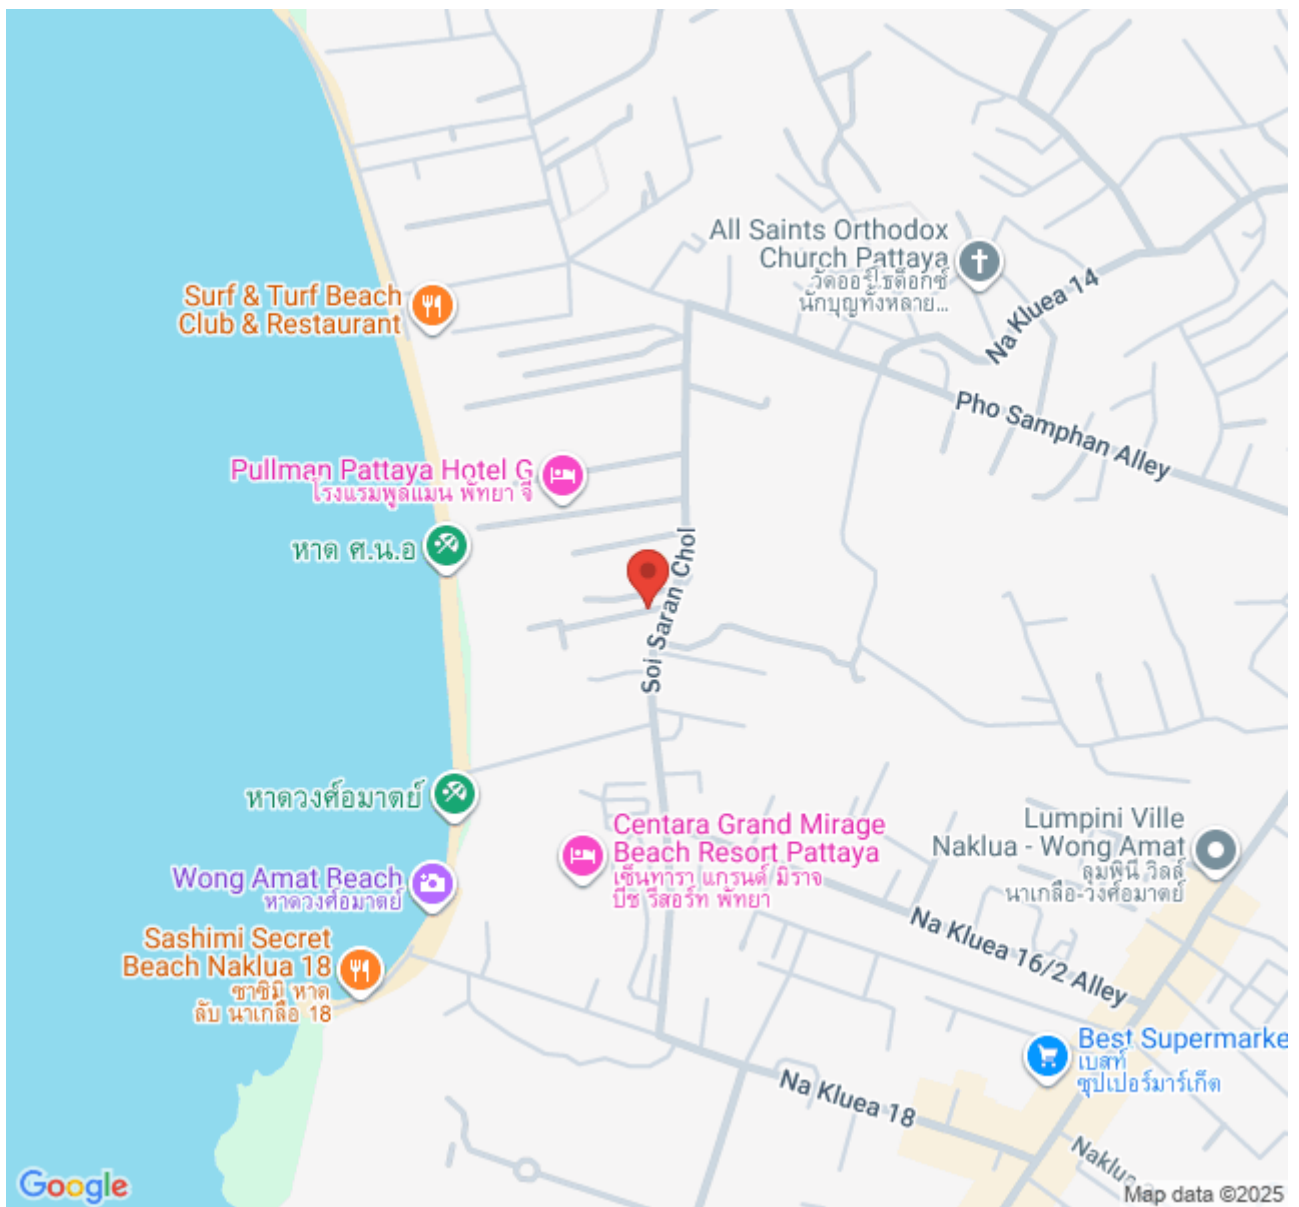 All Saints Orthodox
Church Pattaya
วัดออร์โธด็อกซ์
นักบุญทั้งหลาย...
Na Kluea 14
Surf & Turf Beach
Club & Restaurant
Pho Samphan Alley
Pullman Pattaya Hotel G
โรงแรมพูลแมน พัทยา จี
หาด ศ.น.อ
Soi Saran Chol
หาดวงศ์อมาตย์
Centara Grand Mirage
Beach Resort Pattaya
เซ็นทารา แกรนด์ มิราจ
บีช รีสอร์ท พัทยา
Lumpini Ville
Naklua - Wong Amat
ลุมพินี วิลล์
นาเกลือ-วงศ์อมาตย์
Wong Amat Beach
หาดวงศ์อมาตย์
Sashimi Secret
Beach Naklua 18
ซาชิมิ หาด
ลับ นาเกลือ 18
Na Kluea 16/2 Alley
Best Supermarke
เบสท์
ซุปเปอร์มาร์เก็ต
Na Kluea 18
Naklua
Google
Map data ©2025